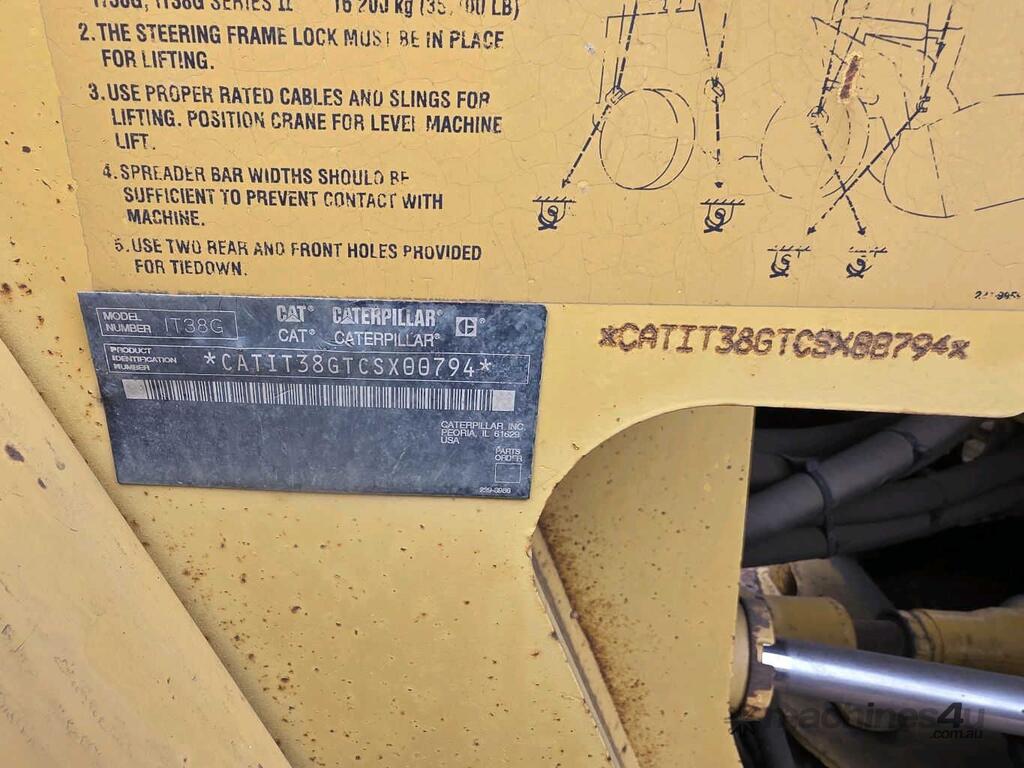 IT38G, IT38G SERIES II 16 200 kg (35, 00 LB)
2. THE STEERING FRAME LOCK MUST BE IN PLACE
FOR LIFTING.
3. USE PROPER RATED CABLES AND SLINGS FOR
LIFTING. POSITION CRANE FOR LEVEL MACHINE
LIFT.
4. SPREADER BAR WIDTHS SHOULD BE
SUFFICIENT TO PREVENT CONTACT WITH
MACHINE.
5. USE TWO REAR AND FRONT HOLES PROVIDED
FOR TIEDOWN.
MODEL NUMBER IT38G
CAT® CATERPILLAR®
CAT® CATERPILLAR®
PRODUCT
IDENTIFICATION
NUMBER
*CATIT38GTCSX00794*
CATERPILLAR INC
PEORIA, IL 61629
USA
PARTS
ORDER
*CATIT38GTCSX00794*
machines4u
.com.au